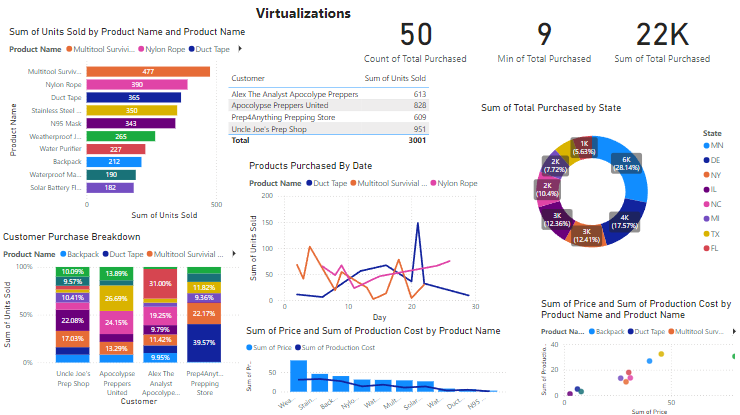 Virtualizations
Sum of Units Sold by Product Name and Product Name
Product Name Multitool Survivi... Nylon Rope Duct Tape
Product Name
Multitool Surviv... 477
Nylon Rope 390
Duct Tape 365
Stainless Steel ... 350
N95 Mask 343
Weatherproof J... 265
Water Purifier 227
Backpack 212
Waterproof Ma... 190
Solar Battery Fl... 182
0 500
Sum of Units Sold
50
Count of Total Purchased
9
Min of Total Purchased
22K
Sum of Total Purchased
Customer Sum of Units Sold
Alex The Analyst Apocolypse Preppers 613
Apocolypse Preppers United 828
Prep4Anything Prepping Store 609
Uncle Joe's Prep Shop 951
Total 3001
Sum of Total Purchased by State
1K
(5.63%)
6K
(28.14%)
2K
(7.72%)
2K
(10.4%)
3K
(12.36%)
3K
(12.41%)
4K
(17.57%)
State
MN
DE
NY
IL
NC
MI
TX
FL
Products Purchased By Date
Product Name Duct Tape Multitool Survivial ... Nylon Rope
Sum of Units Sold
200
150
100
50
0
0 10 20 30
Day
Customer Purchase Breakdown
Product Name Backpack Duct Tape Multitool Survivial ...
Sum of Units Sold
100%
50%
0%
10.09%
9.57%
10.41%
22.08%
17.03%
13.89%
26.69%
24.15%
13.29%
31.00%
19.25%
9.79%
11.42%
9.95%
11.82%
9.36%
22.17%
39.57%
Uncle Joe's
Prep Shop
Apocolypse
Preppers
United
Alex The
Analyst
Apocolype...
Prep4Anyt...
Prepping
Store
Customer
Sum of Price and Sum of Production Cost by Product Name
Sum of Price Sum of Production Cost
Sum of Pr...
50
0
Wea... Stain... Back... Nylo... Wat... Mult... Solar... Wat... Duct... N95 ...
Sum of Price and Sum of Production Cost by
Product Name and Product Name
Product Na... Backpack Duct Tape Multitool Surv...
Sum of Productio...
40
20
0
0 50
Sum of Price